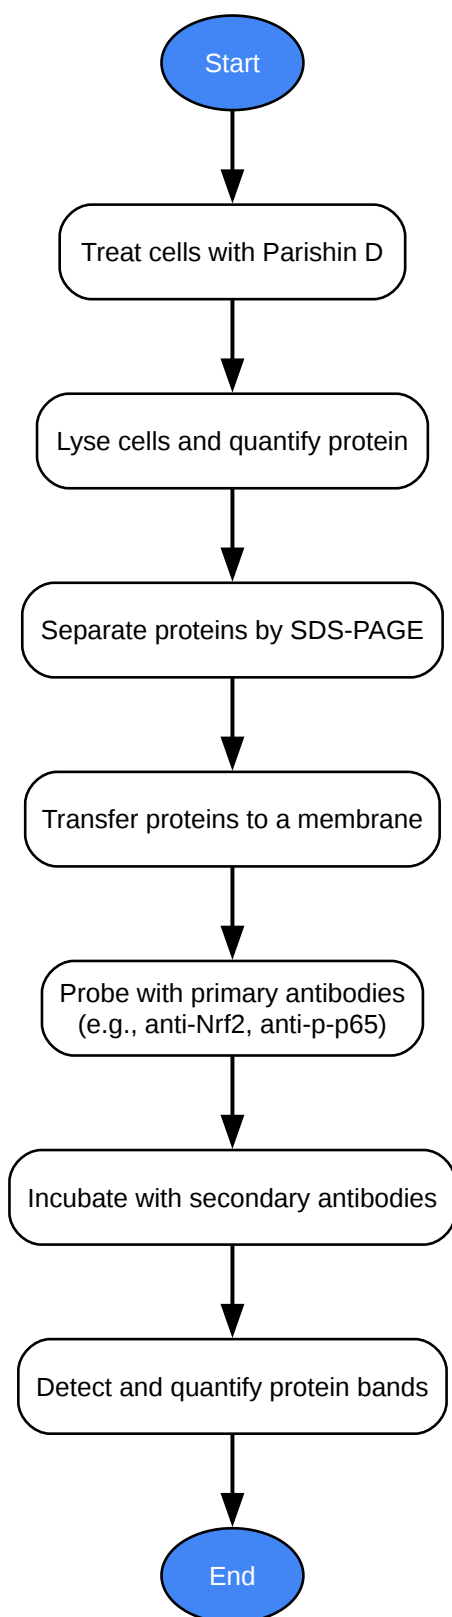 Start
Treat cells with Parishin D
Lyse cells and quantify protein
Separate proteins by SDS-PAGE
Transfer proteins to a membrane
Probe with primary antibodies
(e.g., anti-Nrf2, anti-p-p65)
Incubate with secondary antibodies
Detect and quantify protein bands
End